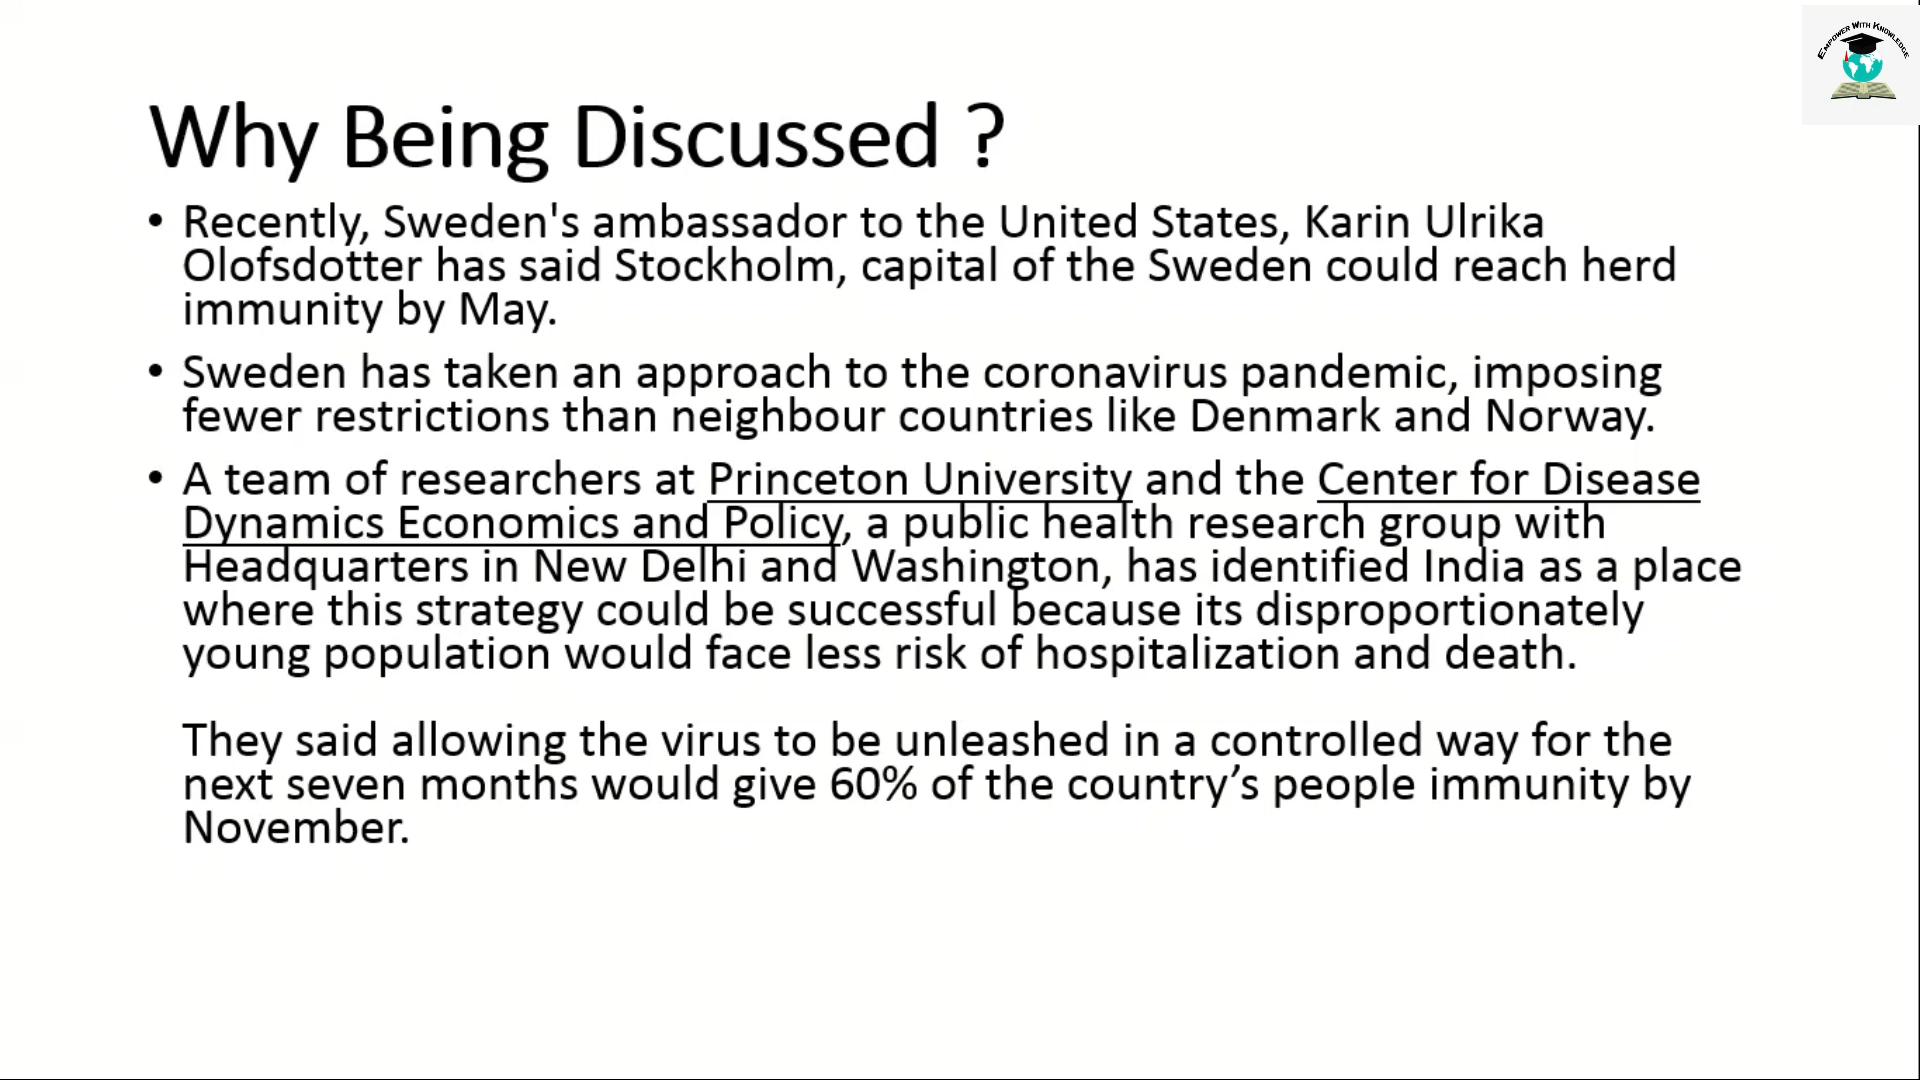 EMPOWER WITH KNOWLEDGE
Why Being Discussed ?
• Recently, Sweden's ambassador to the United States, Karin Ulrika
Olofsdotter has said Stockholm, capital of the Sweden could reach herd
immunity by May.
• Sweden has taken an approach to the coronavirus pandemic, imposing
fewer restrictions than neighbour countries like Denmark and Norway.
• A team of researchers at Princeton University and the Center for Disease
Dynamics Economics and Policy, a public health research group with
Headquarters in New Delhi and Washington, has identified India as a place
where this strategy could be successful because its disproportionately
young population would face less risk of hospitalization and death.
They said allowing the virus to be unleashed in a controlled way for the
next seven months would give 60% of the country’s people immunity by
November.